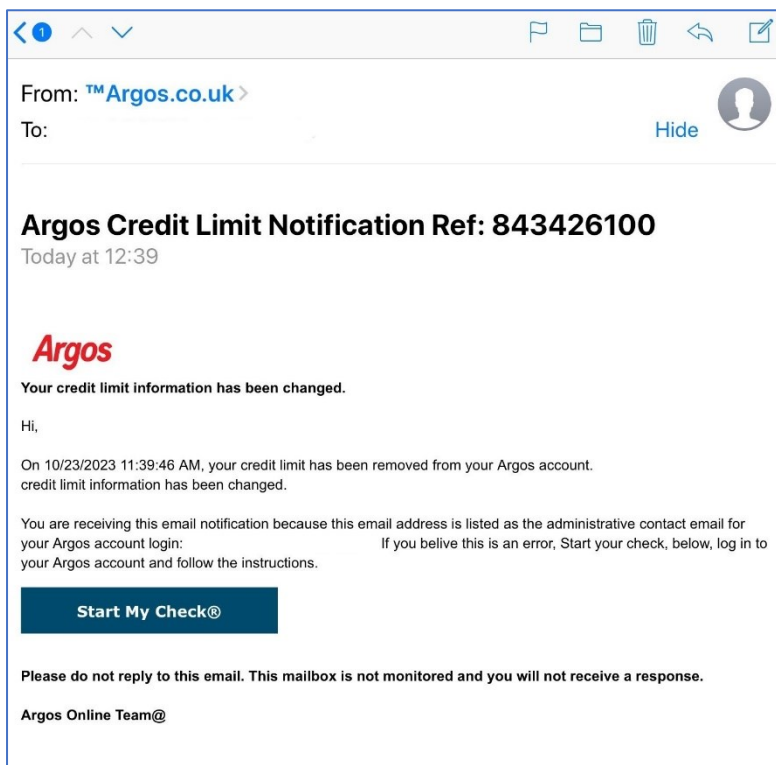 1
From: ™Argos.co.uk
To:
Hide
Argos Credit Limit Notification Ref: 843426100
Today at 12:39
Argos
Your credit limit information has been changed.
Hi,
On 10/23/2023 11:39:46 AM, your credit limit has been removed from your Argos account.
credit limit information has been changed.
You are receiving this email notification because this email address is listed as the administrative contact email for
your Argos account login: If you belive this is an error, Start your check, below, log in to
your Argos account and follow the instructions.
Start My Check®
Please do not reply to this email. This mailbox is not monitored and you will not receive a response.
Argos Online Team@